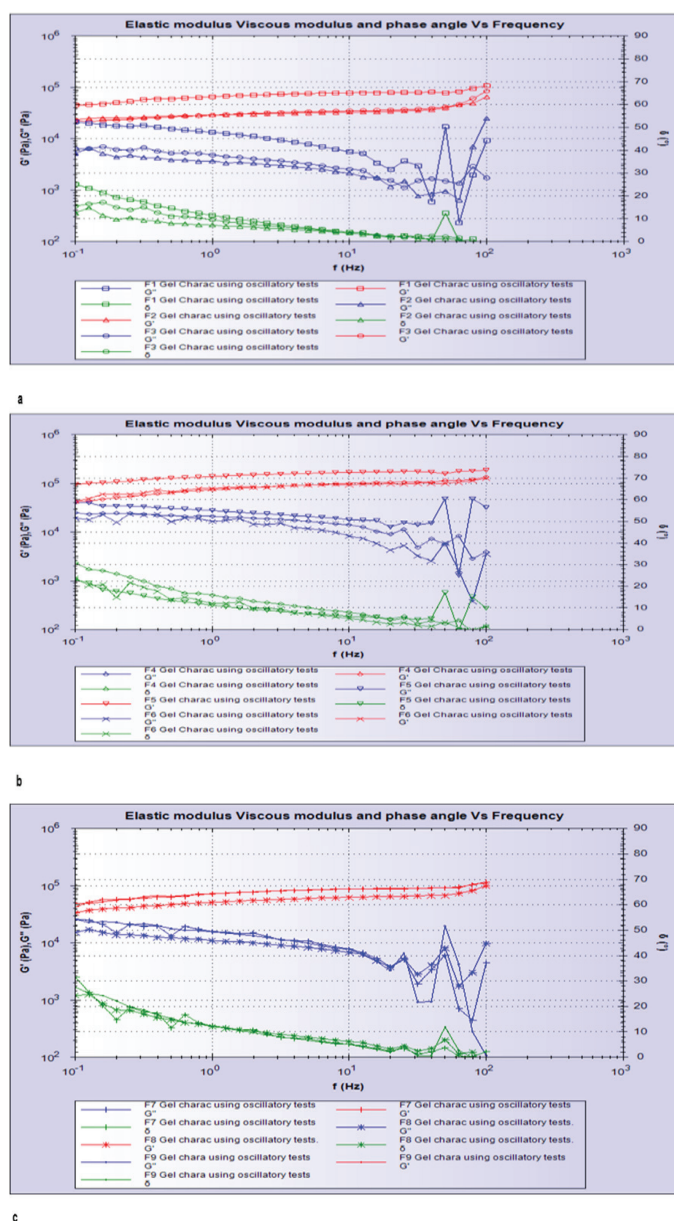 Elastic modulus Viscous modulus and phase angle Vs Frequency
10⁶
10⁵
10⁴
10³
10²
G' (Pa),G'' (Pa)
90
80
70
60
50
40
30
20
10
0
δ (°)
10⁻¹ 10⁰ 10¹ 10² 10³
f (Hz)
F1 Gel Charac using oscillatory tests G''
F1 Gel Charac using oscillatory tests G'
F1 Gel Charac using oscillatory tests δ
F2 Gel charac using oscillatory tests G''
F2 Gel charac using oscillatory tests G'
F2 Gel charac using oscillatory tests δ
F3 Gel Charac using oscillatory tests G''
F3 Gel Charac using oscillatory tests G'
F3 Gel Charac using oscillatory tests δ
a
Elastic modulus Viscous modulus and phase angle Vs Frequency
10⁶
10⁵
10⁴
10³
10²
G' (Pa),G'' (Pa)
90
80
70
60
50
40
30
20
10
0
δ (°)
10⁻¹ 10⁰ 10¹ 10² 10³
f (Hz)
F4 Gel Charac using oscillatory tests G''
F4 Gel Charac using oscillatory tests G'
F4 Gel Charac using oscillatory tests δ
F5 Gel Charac using oscillatory tests G''
F5 Gel Charac using oscillatory tests G'
F5 Gel Charac using oscillatory tests δ
F6 Gel Charac using oscillatory tests G''
F6 Gel Charac using oscillatory tests G'
F6 Gel Charac using oscillatory tests δ
b
Elastic modulus Viscous modulus and phase angle Vs Frequency
10⁶
10⁵
10⁴
10³
10²
G' (Pa),G'' (Pa)
90
80
70
60
50
40
30
20
10
0
δ (°)
10⁻¹ 10⁰ 10¹ 10² 10³
f (Hz)
F7 Gel charac using oscillatory tests G''
F7 Gel charac using oscillatory tests G'
F7 Gel charac using oscillatory tests δ
F8 Gel charac using oscillatory tests. G''
F8 Gel charac using oscillatory tests. G'
F8 Gel charac using oscillatory tests. δ
F9 Gel chara using oscillatory tests G''
F9 Gel chara using oscillatory tests G'
F9 Gel chara using oscillatory tests δ
c